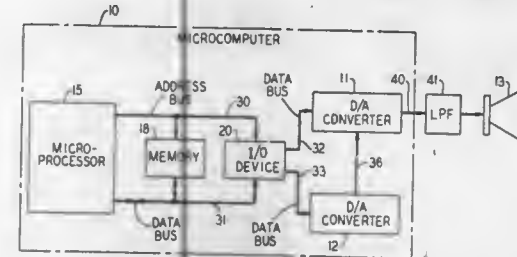 10
MICROCOMPUTER
15
ADDRESS
BUS
30
DATA
BUS
11
40
41
13
D/A
CONVERTER
LPF
18
20
MICRO-
PROCESSOR
MEMORY
I/O
DEVICE
32
33
36
31
DATA
BUS
DATA
BUS
D/A
CONVERTER
12